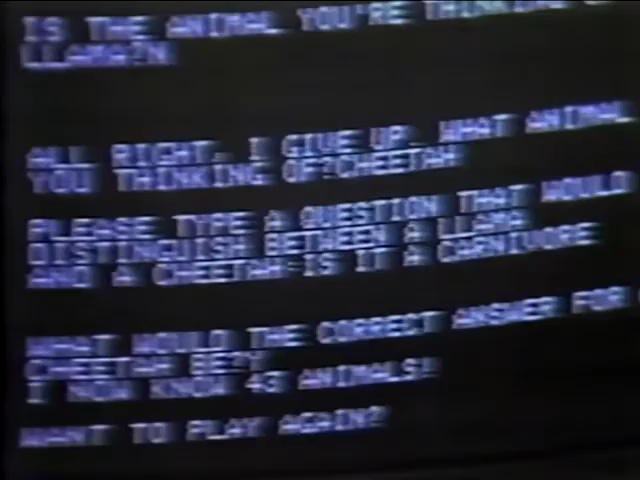 IS THE ANIMAL YOU'RE THINKING
LLAMA?N
ALL RIGHT, I GIVE UP. WHAT ANIMAL
YOU THINKING OF?CHEETAH
PLEASE TYPE A QUESTION THAT WOULD
DISTINGUISH BETWEEN A LLAMA
AND A CHEETAH-IS IT A CARNIVORE
WHAT WOULD THE CORRECT ANSWER FOR
CHEETAH BE?Y
I NOW KNOW 43 ANIMALS!!
WANT TO PLAY AGAIN?